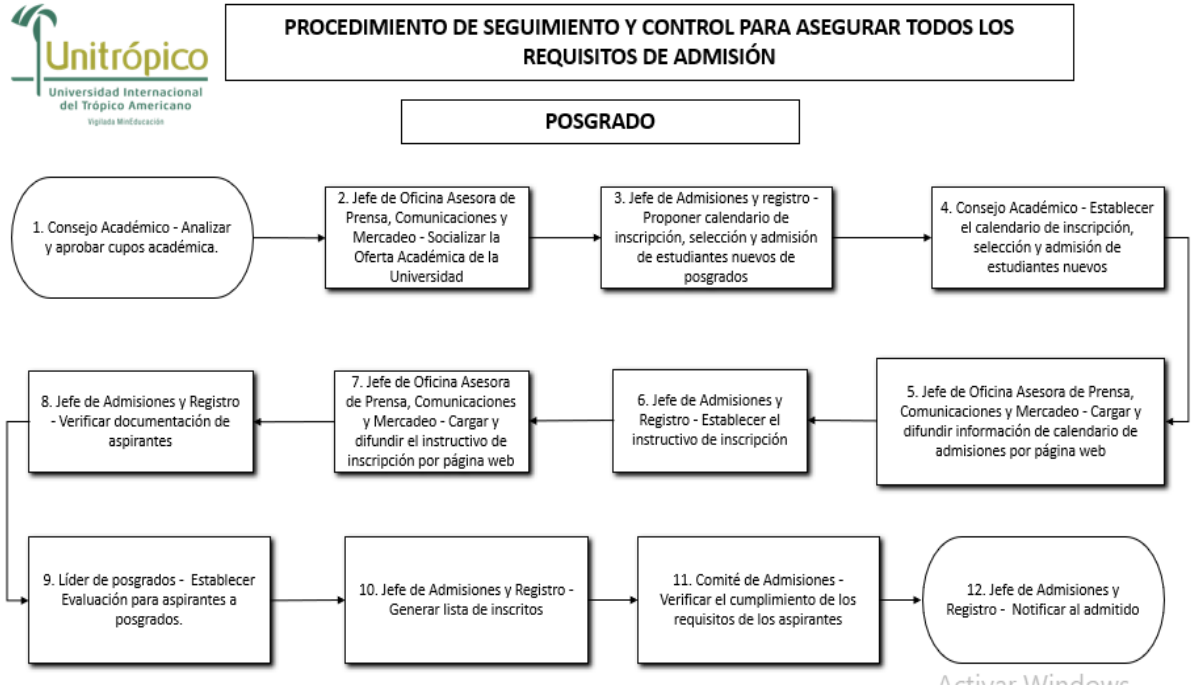 Unitrópico
Universidad Internacional
del Trópico Americano
Vigilada MinEducación
PROCEDIMIENTO DE SEGUIMIENTO Y CONTROL PARA ASEGURAR TODOS LOS
REQUISITOS DE ADMISIÓN
POSGRADO
1. Consejo Académico - Analizar
y aprobar cupos académica.
2. Jefe de Oficina Asesora de
Prensa, Comunicaciones y
Mercadeo - Socializar la
Oferta Académica de la
Universidad
3. Jefe de Admisiones y registro -
Proponer calendario de
inscripción, selección y admisión
de estudiantes nuevos de
posgrados
4. Consejo Académico - Establecer
el calendario de inscripción,
selección y admisión de
estudiantes nuevos
5. Jefe de Oficina Asesora de Prensa,
Comunicaciones y Mercadeo - Cargar y
difundir información de calendario de
admisiones por página web
6. Jefe de Admisiones y
Registro - Establecer el
instructivo de inscripción
7. Jefe de Oficina Asesora
de Prensa, Comunicaciones
y Mercadeo - Cargar y
difundir el instructivo de
inscripción por página web
8. Jefe de Admisiones y Registro
- Verificar documentación de
aspirantes
9. Líder de posgrados - Establecer
Evaluación para aspirantes a
posgrados.
10. Jefe de Admisiones y Registro -
Generar lista de inscritos
11. Comité de Admisiones -
Verificar el cumplimiento de los
requisitos de los aspirantes
12. Jefe de Admisiones y
Registro - Notificar al admitido
Activar Windows